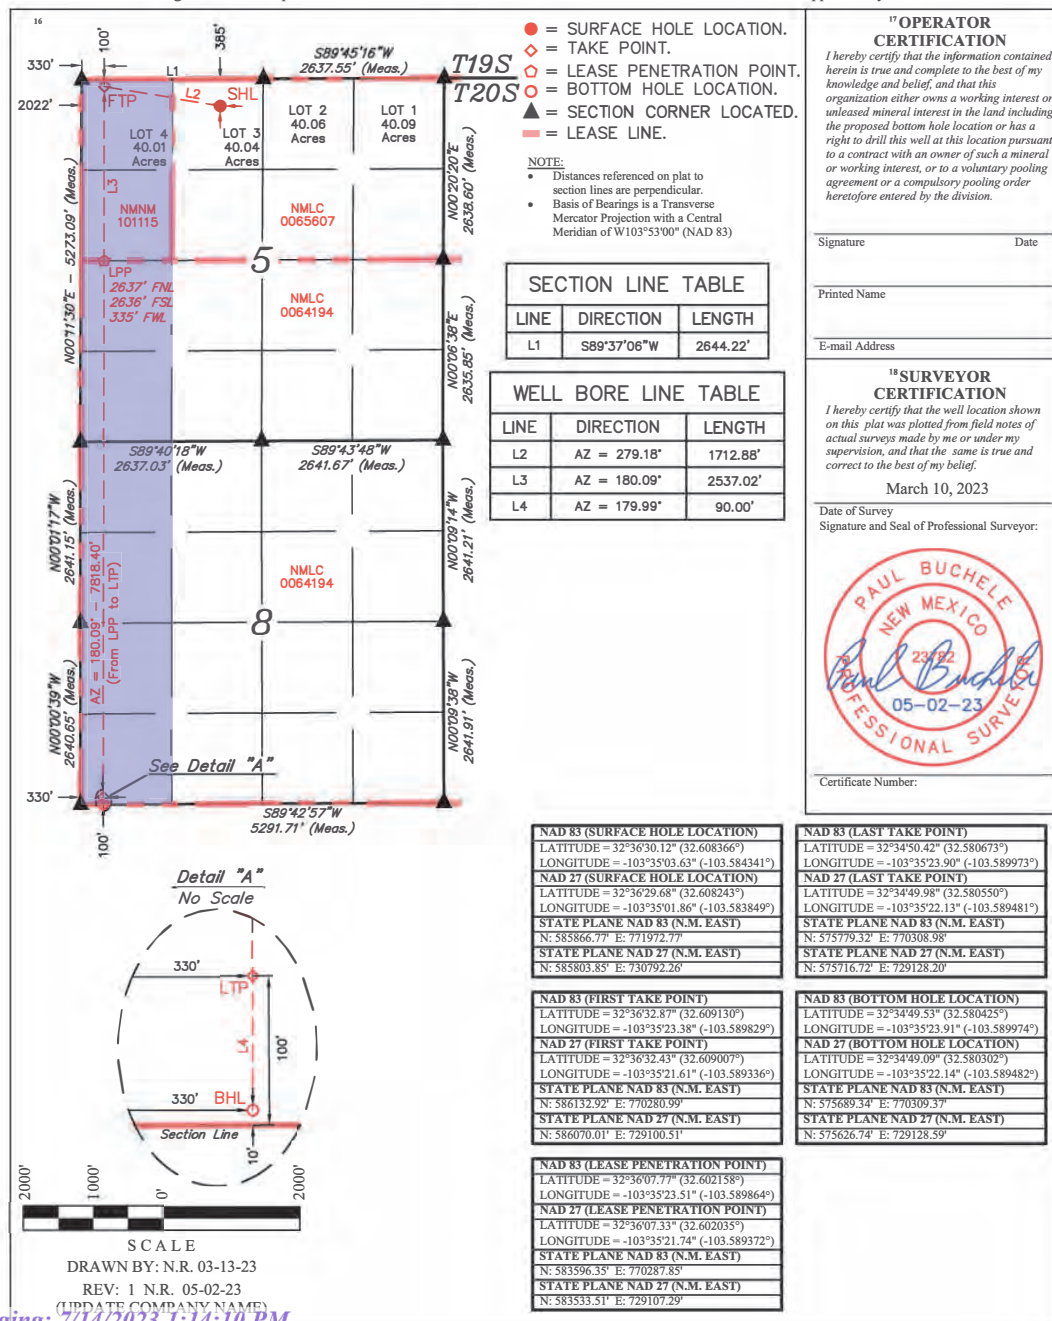 16
100'
385'
330'
L1
S89°45'16"W
2637.55' (Meas.)
T19S
T20S
2022'
FTP
L2
SHL
LOT 4
40.01
Acres
LOT 3
40.04
Acres
LOT 2
40.06
Acres
LOT 1
40.09
Acres
N00°11'30"E - 5273.09' (Meas.)
L3
NMNM
101115
NMLC
0065607
N00°20'20"E
2638.60' (Meas.)
5
LPP
2637' FNL
2636' FSL
335' FWL
NMLC
0064194
N00°06'38"E
2635.85' (Meas.)
S89°40'18"W
2637.03' (Meas.)
S89°43'48"W
2641.67' (Meas.)
N00°01'17"W
2641.15' (Meas.)
AZ = 180.09° - 7818.40'
(From LPP to LTP)
NMLC
0064194
N00°09'14"W
2641.21' (Meas.)
8
N00°00'39"W
2640.65' (Meas.)
N00°09'38"W
2641.91' (Meas.)
See Detail "A"
330'
100'
S89°42'57"W
5291.71' (Meas.)
= SURFACE HOLE LOCATION.
= TAKE POINT.
= LEASE PENETRATION POINT.
= BOTTOM HOLE LOCATION.
= SECTION CORNER LOCATED.
= LEASE LINE.
NOTE:
• Distances referenced on plat to
section lines are perpendicular.
• Basis of Bearings is a Transverse
Mercator Projection with a Central
Meridian of W103°53'00" (NAD 83)
SECTION LINE TABLE
LINE DIRECTION LENGTH
L1 S89°37'06"W 2644.22'
WELL BORE LINE TABLE
LINE DIRECTION LENGTH
L2 AZ = 279.18° 1712.88'
L3 AZ = 180.09° 2537.02'
L4 AZ = 179.99° 90.00'
17 OPERATOR
CERTIFICATION
I hereby certify that the information contained
herein is true and complete to the best of my
knowledge and belief, and that this
organization either owns a working interest or
unleased mineral interest in the land including
the proposed bottom hole location or has a
right to drill this well at this location pursuant
to a contract with an owner of such a mineral
or working interest, or to a voluntary pooling
agreement or a compulsory pooling order
heretofore entered by the division.
Signature Date
Printed Name
E-mail Address
18 SURVEYOR
CERTIFICATION
I hereby certify that the well location shown
on this plat was plotted from field notes of
actual surveys made by me or under my
supervision, and that the same is true and
correct to the best of my belief.
March 10, 2023
Date of Survey
Signature and Seal of Professional Surveyor:
PAUL BUCHELE
NEW MEXICO
23782
Paul Buchele
05-02-23
PROFESSIONAL SURVEYOR
Certificate Number:
Detail "A"
No Scale
330'
LTP
L4
100'
330'
BHL
Section Line
10'
2000'
1000'
0'
2000'
SCALE
DRAWN BY: N.R. 03-13-23
REV: 1 N.R. 05-02-23
(UPDATE COMPANY NAME)
ging: 7/14/2023 1:14:10 PM
NAD 83 (SURFACE HOLE LOCATION)
LATITUDE = 32°36'30.12" (32.608366°)
LONGITUDE = -103°35'03.63" (-103.584341°)
NAD 27 (SURFACE HOLE LOCATION)
LATITUDE = 32°36'29.68" (32.608243°)
LONGITUDE = -103°35'01.86" (-103.583849°)
STATE PLANE NAD 83 (N.M. EAST)
N: 585866.77' E: 771972.77'
STATE PLANE NAD 27 (N.M. EAST)
N: 585803.85' E: 730792.26'
NAD 83 (LAST TAKE POINT)
LATITUDE = 32°34'50.42" (32.580673°)
LONGITUDE = -103°35'23.90" (-103.589973°)
NAD 27 (LAST TAKE POINT)
LATITUDE = 32°34'49.98" (32.580550°)
LONGITUDE = -103°35'22.13" (-103.589481°)
STATE PLANE NAD 83 (N.M. EAST)
N: 575779.32' E: 770308.98'
STATE PLANE NAD 27 (N.M. EAST)
N: 575716.72' E: 729128.20'
NAD 83 (FIRST TAKE POINT)
LATITUDE = 32°36'32.87" (32.609130°)
LONGITUDE = -103°35'23.38" (-103.589829°)
NAD 27 (FIRST TAKE POINT)
LATITUDE = 32°36'32.43" (32.609007°)
LONGITUDE = -103°35'21.61" (-103.589336°)
STATE PLANE NAD 83 (N.M. EAST)
N: 586132.92' E: 770280.99'
STATE PLANE NAD 27 (N.M. EAST)
N: 586070.01' E: 729100.51'
NAD 83 (BOTTOM HOLE LOCATION)
LATITUDE = 32°34'49.53" (32.580425°)
LONGITUDE = -103°35'23.91" (-103.589974°)
NAD 27 (BOTTOM HOLE LOCATION)
LATITUDE = 32°34'49.09" (32.580302°)
LONGITUDE = -103°35'22.14" (-103.589482°)
STATE PLANE NAD 83 (N.M. EAST)
N: 575689.34' E: 770309.37'
STATE PLANE NAD 27 (N.M. EAST)
N: 575626.74' E: 729128.59'
NAD 83 (LEASE PENETRATION POINT)
LATITUDE = 32°36'07.77" (32.602158°)
LONGITUDE = -103°35'23.51" (-103.589864°)
NAD 27 (LEASE PENETRATION POINT)
LATITUDE = 32°36'07.33" (32.602035°)
LONGITUDE = -103°35'21.74" (-103.589372°)
STATE PLANE NAD 83 (N.M. EAST)
N: 583596.35' E: 770287.85'
STATE PLANE NAD 27 (N.M. EAST)
N: 583533.51' E: 729107.29'